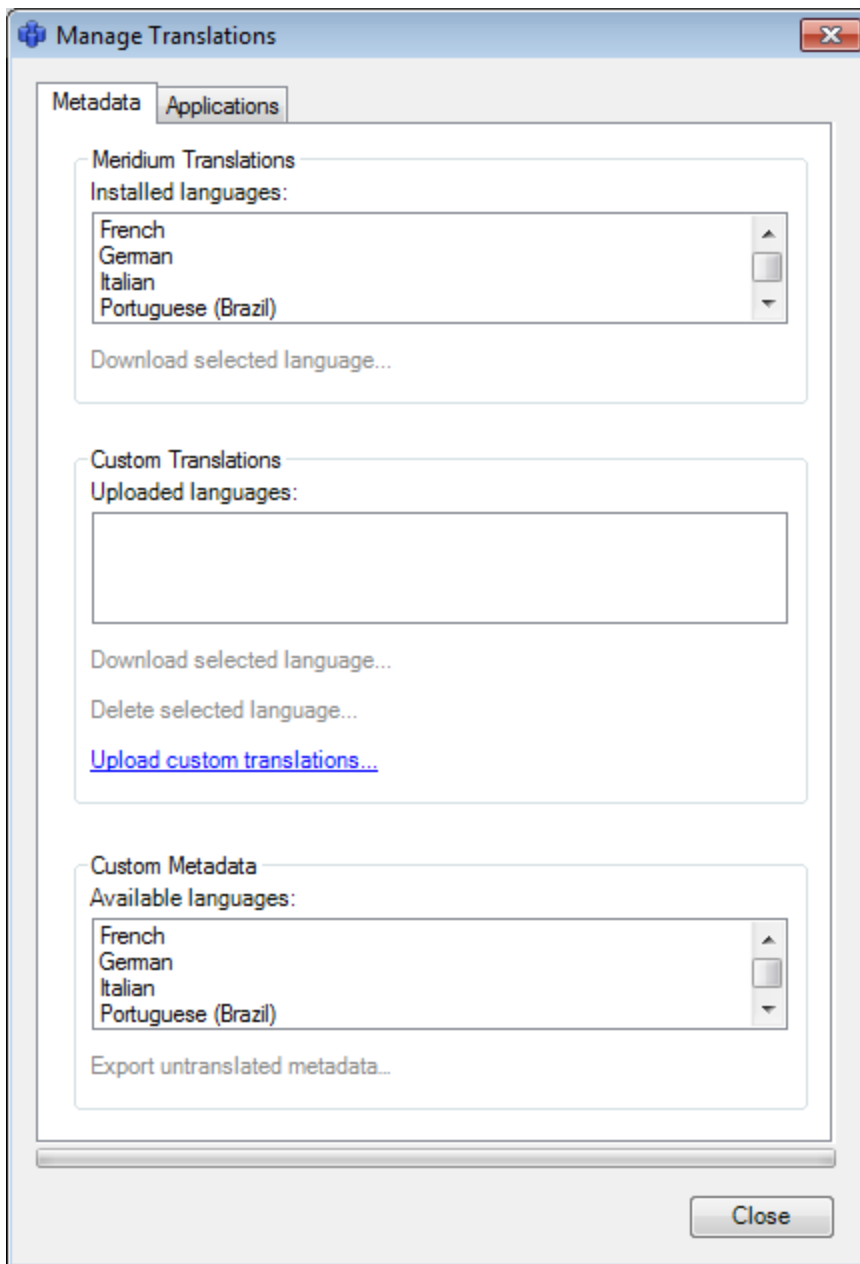 Manage Translations
Metadata
Applications
Meridium Translations
Installed languages:
French
German
Italian
Portuguese (Brazil)
Download selected language...
Custom Translations
Uploaded languages:
Download selected language...
Delete selected language...
Upload custom translations...
Custom Metadata
Available languages:
French
German
Italian
Portuguese (Brazil)
Export untranslated metadata...
Close